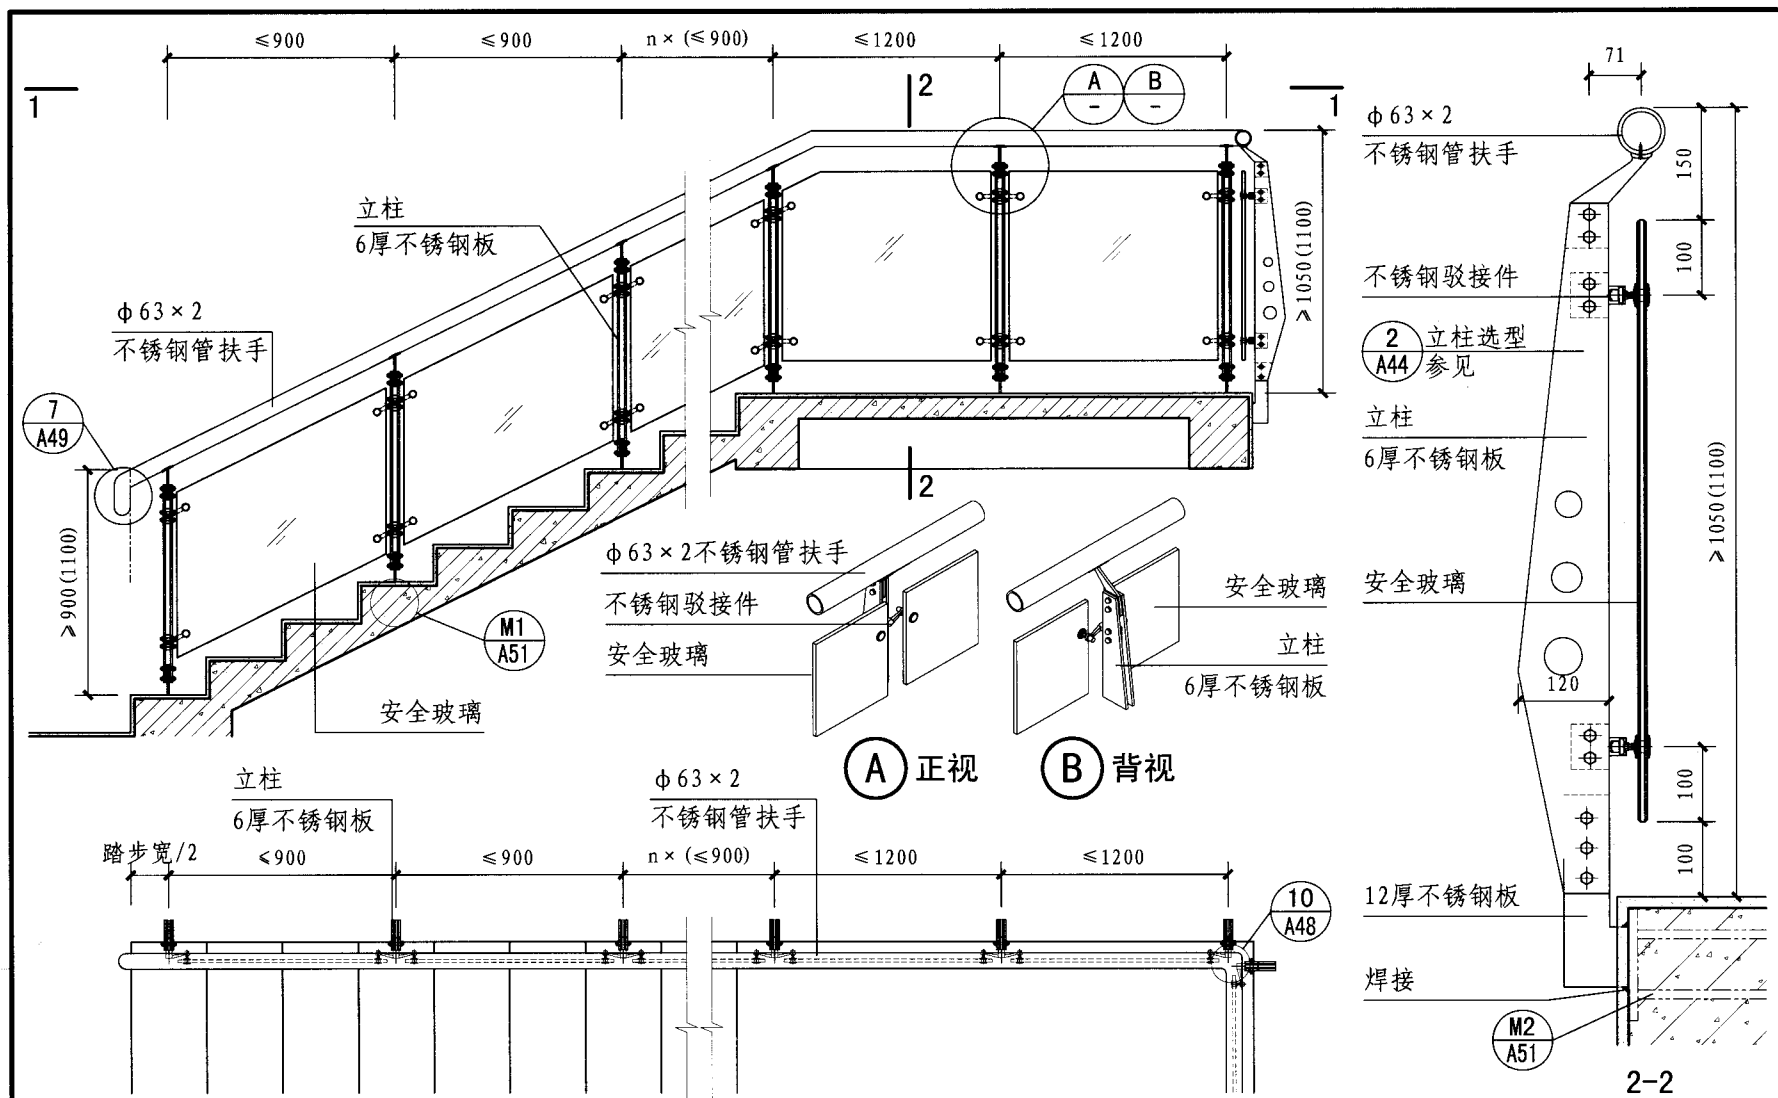 ≤900
≤900
n×(≤900)
≤1200
≤1200
1
2
A
-
B
-
1
立柱
6厚不锈钢板
φ63×2
不锈钢管扶手
7
A49
≥900(1100)
≥1050(1100)
M1
A51
安全玻璃
2
φ63×2不锈钢管扶手
不锈钢驳接件
安全玻璃
安全玻璃
立柱
6厚不锈钢板
A 正视
B 背视
立柱
6厚不锈钢板
φ63×2
不锈钢管扶手
踏步宽/2
≤900
≤900
n×(≤900)
≤1200
≤1200
10
A48
71
φ63×2
不锈钢管扶手
150
100
不锈钢驳接件
2
A44
立柱选型
参见
立柱
6厚不锈钢板
≥1050(1100)
安全玻璃
120
100
100
12厚不锈钢板
焊接
M2
A51
2-2